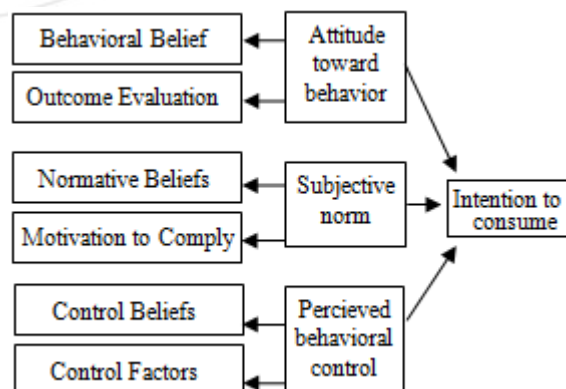 Behavioral Belief
Outcome Evaluation
Attitude
toward
behavior
Normative Beliefs
Motivation to Comply
Subjective
norm
Control Beliefs
Control Factors
Percieved
behavioral
control
Intention to
consume